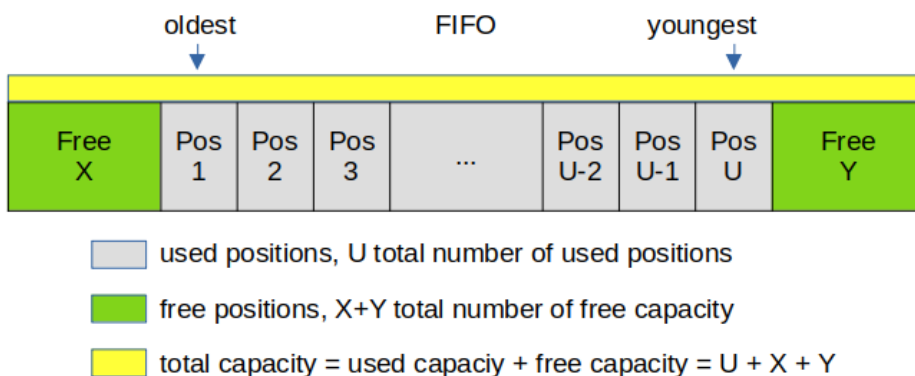 oldest FIFO youngest
Free Pos Pos Pos ... Pos Pos Pos Free
X 1 2 3 U-2 U-1 U Y
used positions, U total number of used positions
free positions, X+Y total number of free capacity
total capacity = used capaciy + free capacity = U + X + Y